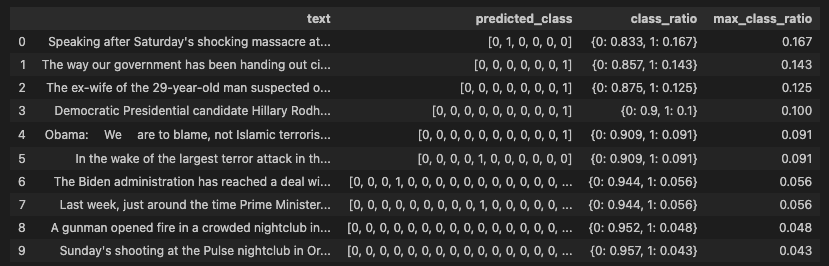 text predicted_class class_ratio max_class_ratio
0 Speaking after Saturday's shocking massacre at... [0, 1, 0, 0, 0, 0] {0: 0.833, 1: 0.167} 0.167
1 The way our government has been handing out ci... [0, 0, 0, 0, 0, 0, 1] {0: 0.857, 1: 0.143} 0.143
2 The ex-wife of the 29-year-old man suspected o... [0, 0, 0, 0, 0, 0, 0, 1] {0: 0.875, 1: 0.125} 0.125
3 Democratic Presidential candidate Hillary Rodh... [0, 0, 0, 0, 0, 0, 0, 0, 0, 1] {0: 0.9, 1: 0.1} 0.100
4 Obama: We are to blame, not Islamic terroris... [0, 0, 0, 0, 0, 0, 0, 0, 0, 0, 1] {0: 0.909, 1: 0.091} 0.091
5 In the wake of the largest terror attack in th... [0, 0, 0, 0, 1, 0, 0, 0, 0, 0, 0] {0: 0.909, 1: 0.091} 0.091
6 The Biden administration has reached a deal wi... [0, 0, 0, 1, 0, 0, 0, 0, 0, 0, 0, 0, 0, 0, 0, ... {0: 0.944, 1: 0.056} 0.056
7 Last week, just around the time Prime Minister... [0, 0, 0, 0, 0, 0, 0, 0, 1, 0, 0, 0, 0, 0, 0, ... {0: 0.944, 1: 0.056} 0.056
8 A gunman opened fire in a crowded nightclub in... [0, 0, 0, 0, 0, 0, 0, 0, 0, 0, 0, 0, 0, 0, 0, ... {0: 0.952, 1: 0.048} 0.048
9 Sunday's shooting at the Pulse nightclub in Or... [0, 0, 0, 0, 0, 0, 0, 0, 0, 0, 0, 0, 0, 0, 0, ... {0: 0.957, 1: 0.043} 0.043